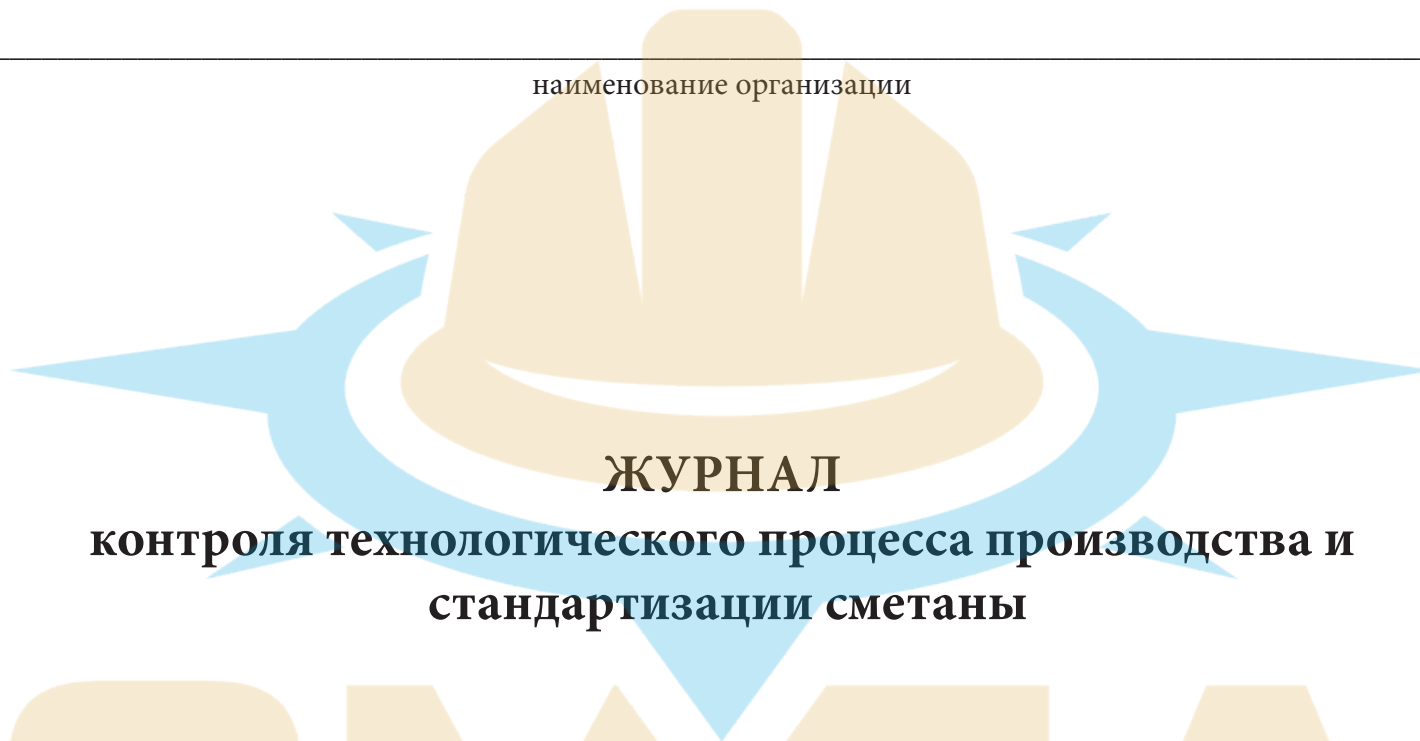 наименование организации
ЖУРНАЛ
контроля технологического процесса производства и
стандартизации сметаны